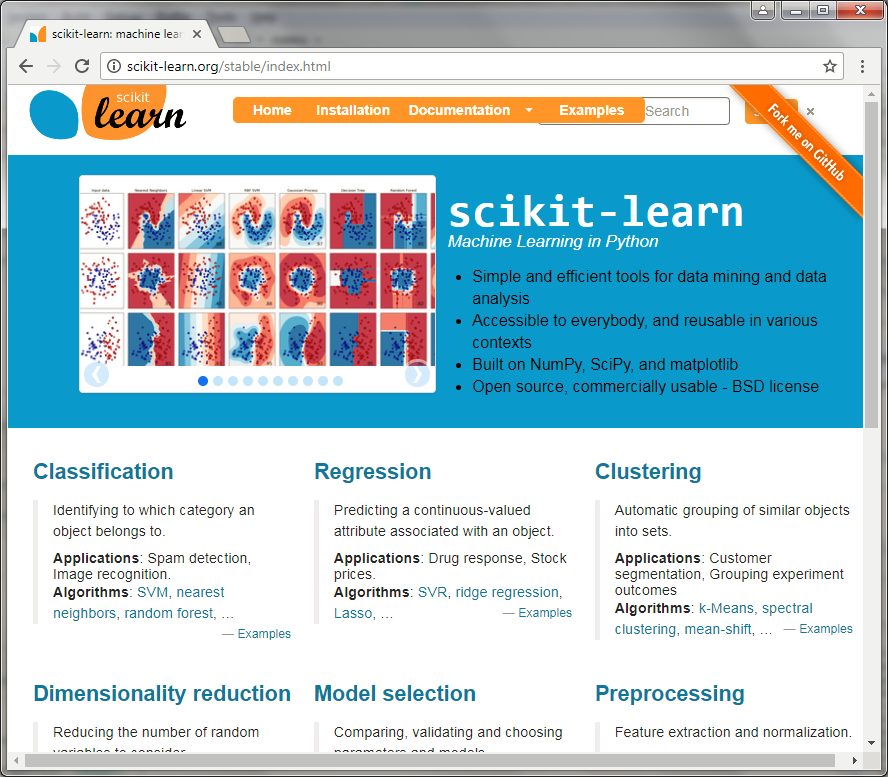 scikit-learn: machine lear
scikit-learn.org/stable/index.html
scikit
learn
Home Installation Documentation Examples Search
Fork me on GitHub
Input data Nearest Neighbors Linear SVM RBF SVM Gaussian Process Decision Tree Random Forest
scikit-learn
Machine Learning in Python
• Simple and efficient tools for data mining and data
analysis
• Accessible to everybody, and reusable in various
contexts
• Built on NumPy, SciPy, and matplotlib
• Open source, commercially usable - BSD license
Classification
Identifying to which category an
object belongs to.
Applications: Spam detection,
Image recognition.
Algorithms: SVM, nearest
neighbors, random forest, …
— Examples
Regression
Predicting a continuous-valued
attribute associated with an object.
Applications: Drug response, Stock
prices.
Algorithms: SVR, ridge regression,
Lasso, … — Examples
Clustering
Automatic grouping of similar objects
into sets.
Applications: Customer
segmentation, Grouping experiment
outcomes
Algorithms: k-Means, spectral
clustering, mean-shift, … — Examples
Dimensionality reduction
Reducing the number of random
variables to consider.
Model selection
Comparing, validating and choosing
parameters and models.
Preprocessing
Feature extraction and normalization.